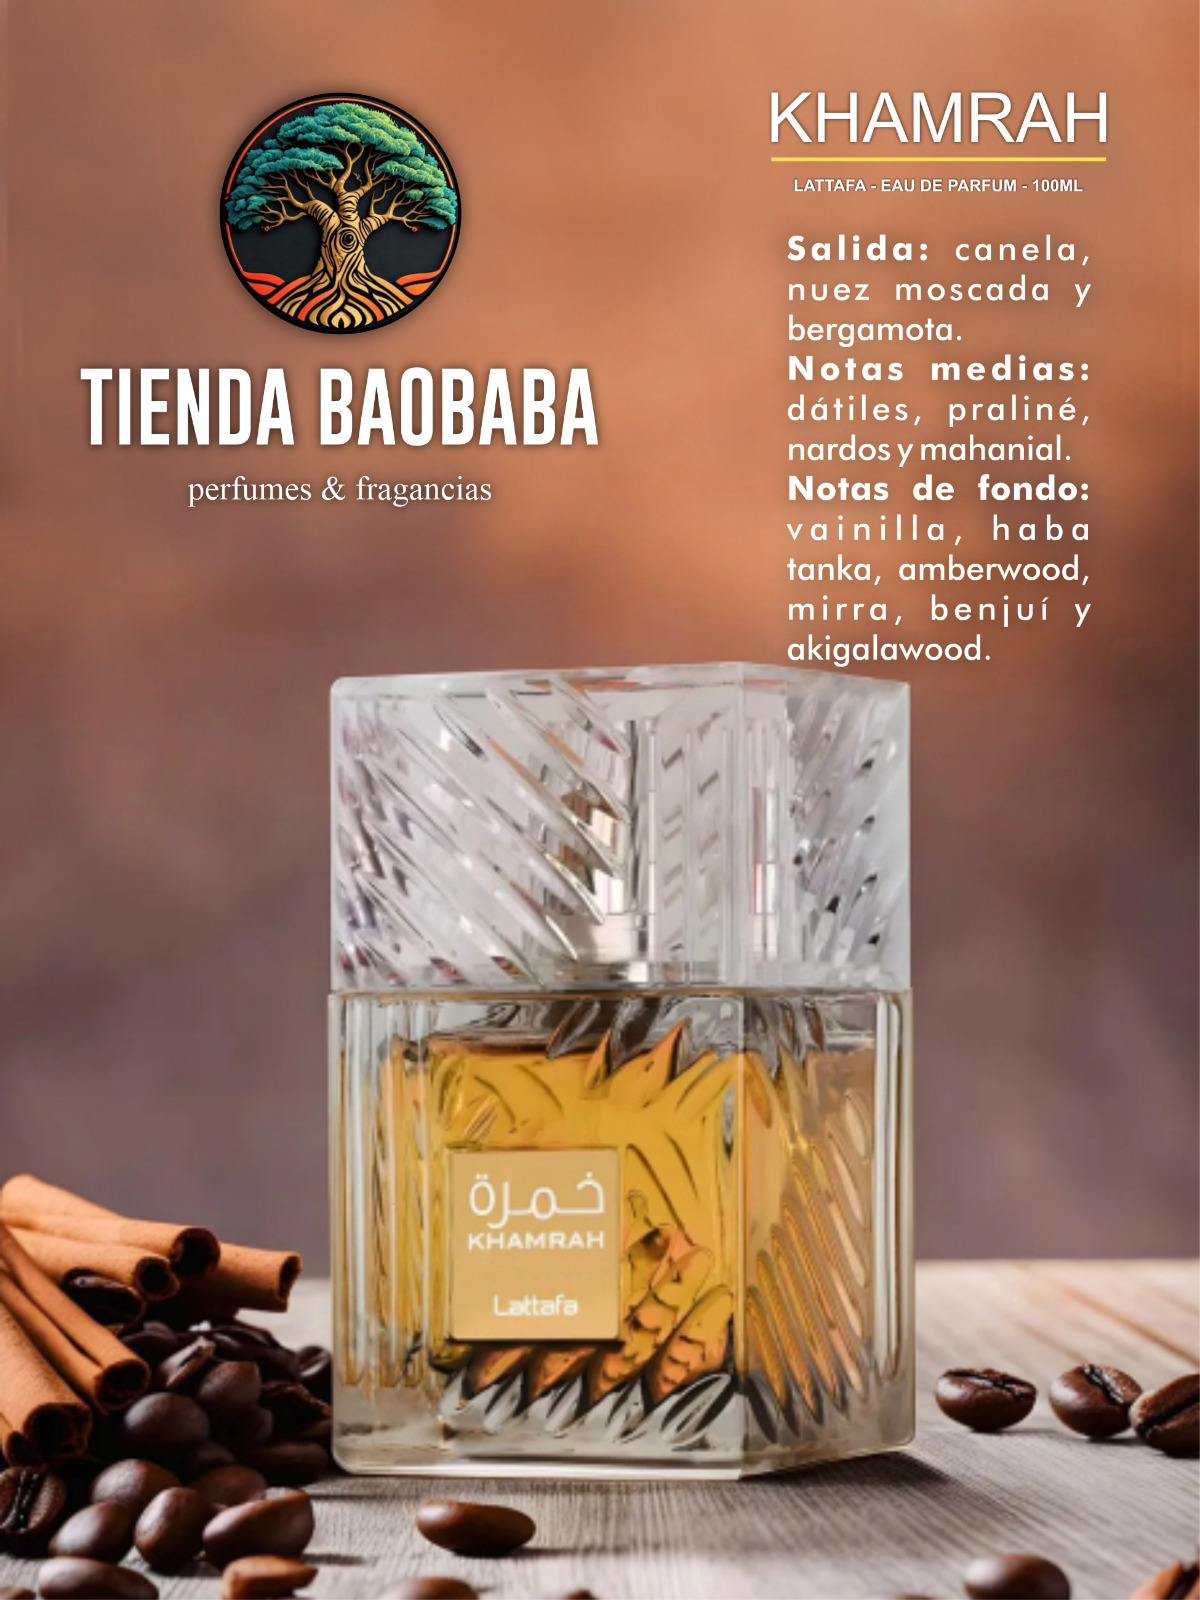 TIENDA BAOBABA
perfumes & fragancias
KHAMRAH
LATTAFA - EAU DE PARFUM - 100ML
Salida: canela,
nuez moscada y
bergamota.
Notas medias:
dátiles, praliné,
nardos y mahanial.
Notas de fondo:
vainilla, haba
tanka, amberwood,
mirra, benjuí y
akigalawood.
خمرة
KHAMRAH
Lattafa